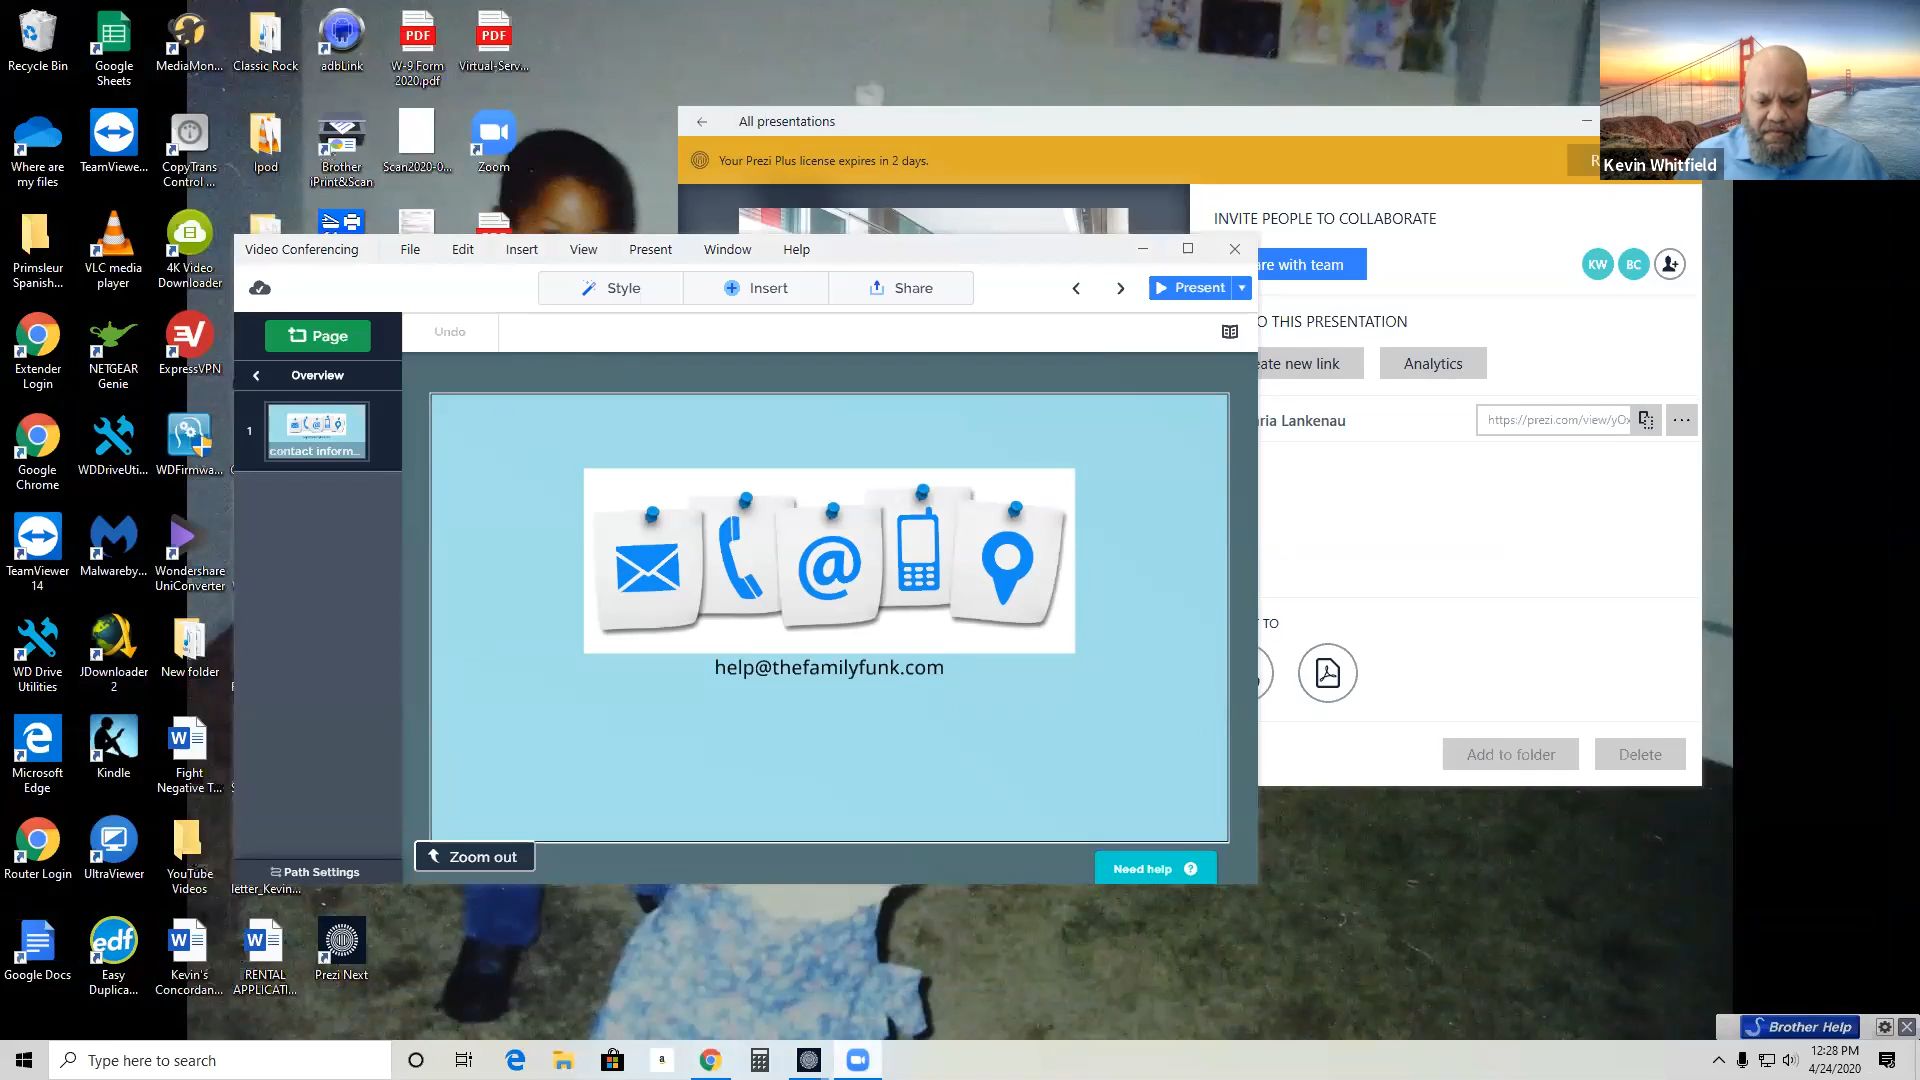 Recycle Bin
Google
Sheets
MediaMon...
Classic Rock
adbLink
PDF
W-9 Form
2020.pdf
PDF
Virtual-Serv...
Where are
my files
TeamViewe...
CopyTrans
Control ...
Ipod
Brother
iPrint&Scan
Scan2020-0...
Zoom
Primsleur
Spanish...
VLC media
player
4K Video
Downloader
Extender
Login
NETGEAR
Genie
ExpressVPN
Google
Chrome
WDDriveUti...
WDFirmwa...
TeamViewer
14
Malwareby...
Wondershare
UniConverter
WD Drive
Utilities
JDownloader
2
New folder
Microsoft
Edge
Kindle
Fight
Negative T...
Router Login
UltraViewer
YouTube
Videos
letter_Kevin...
Google Docs
edf
Easy
Duplica...
Kevin's
Concordan...
RENTAL
APPLICATI...
Prezi Next
All presentations
Your Prezi Plus license expires in 2 days.
R
Kevin Whitfield
INVITE PEOPLE TO COLLABORATE
are with team
KW
BC
O THIS PRESENTATION
eate new link
Analytics
ria Lankenau
https://prezi.com/view/yOx
TO
Add to folder
Delete
Video Conferencing
File
Edit
Insert
View
Present
Window
Help
Style
Insert
Share
Present
Page
Undo
Overview
1
contact inform...
@
help@thefamilyfunk.com
Zoom out
Need help ?
Path Settings
Brother Help
Type here to search
a
12:28 PM
4/24/2020